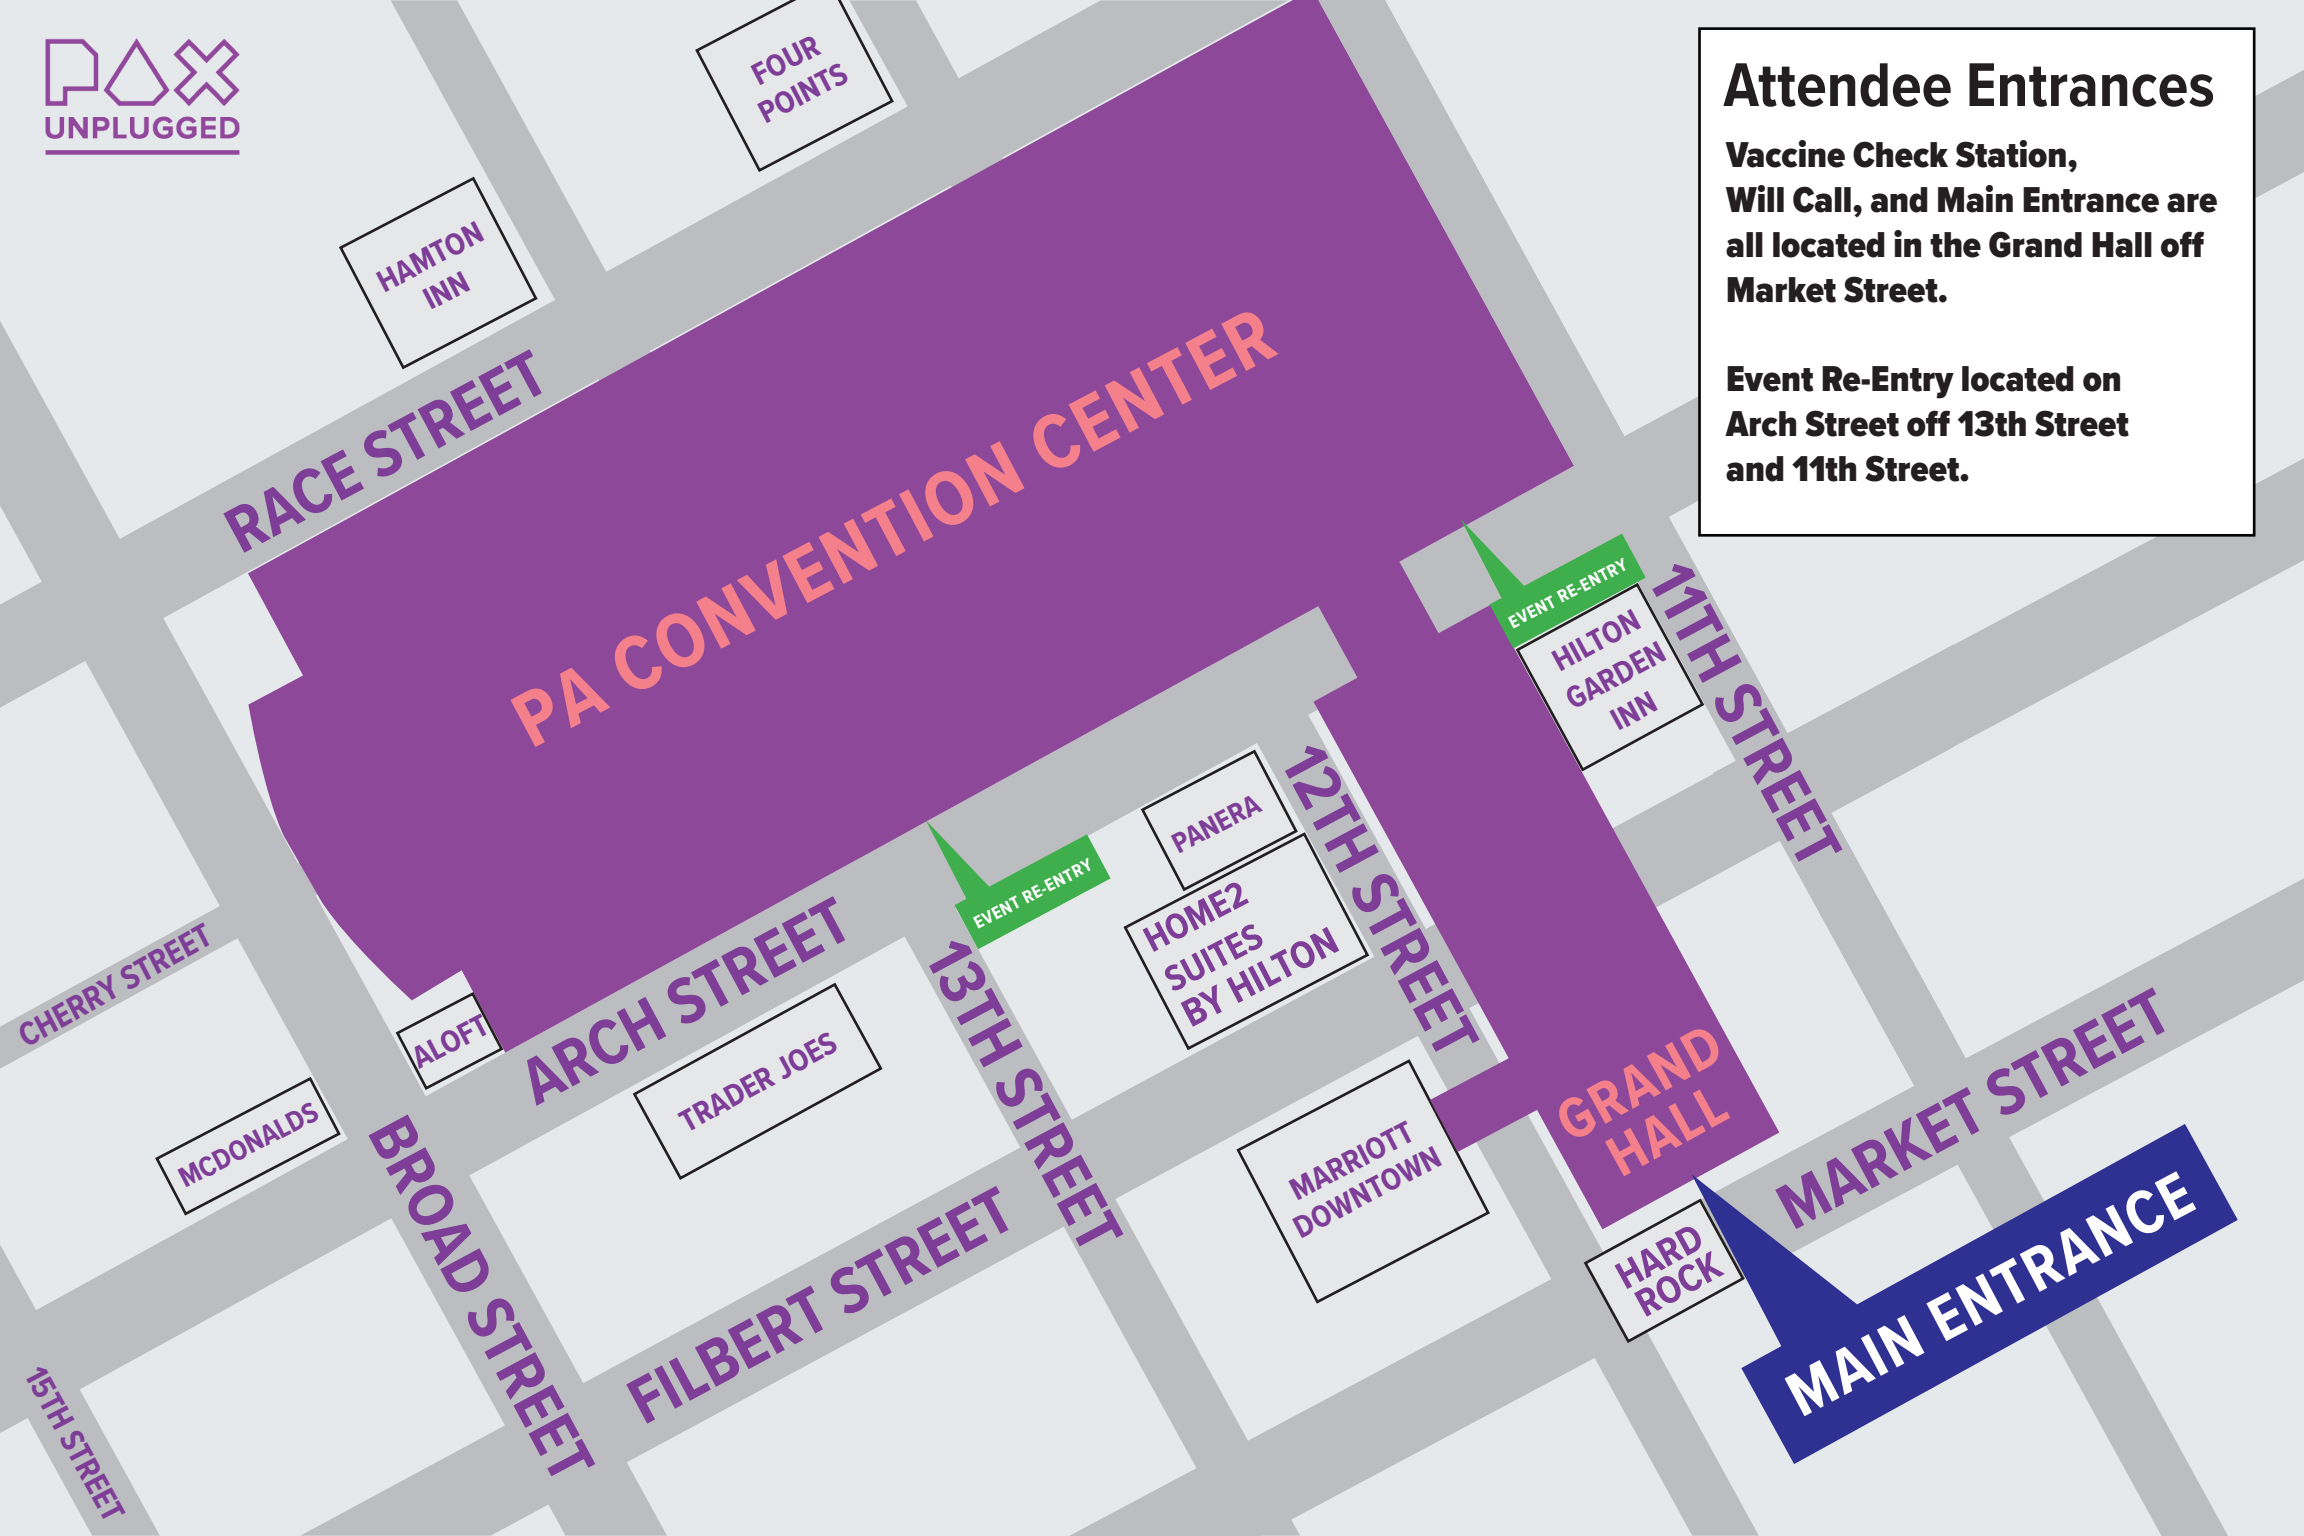 PAX
UNPLUGGED
Attendee Entrances
Vaccine Check Station,
Will Call, and Main Entrance are
all located in the Grand Hall off
Market Street.
Event Re-Entry located on
Arch Street off 13th Street
and 11th Street.
FOUR
POINTS
HAMTON
INN
RACE STREET
PA CONVENTION CENTER
EVENT RE-ENTRY
HILTON
GARDEN
INN
11TH STREET
12TH STREET
PANERA
HOME2
SUITES
BY HILTON
EVENT RE-ENTRY
ARCH STREET
13TH STREET
TRADER JOES
CHERRY STREET
ALOFT
MCDONALDS
BROAD STREET
FILBERT STREET
15TH STREET
MARRIOTT
DOWNTOWN
GRAND
HALL
MARKET STREET
HARD
ROCK
MAIN ENTRANCE